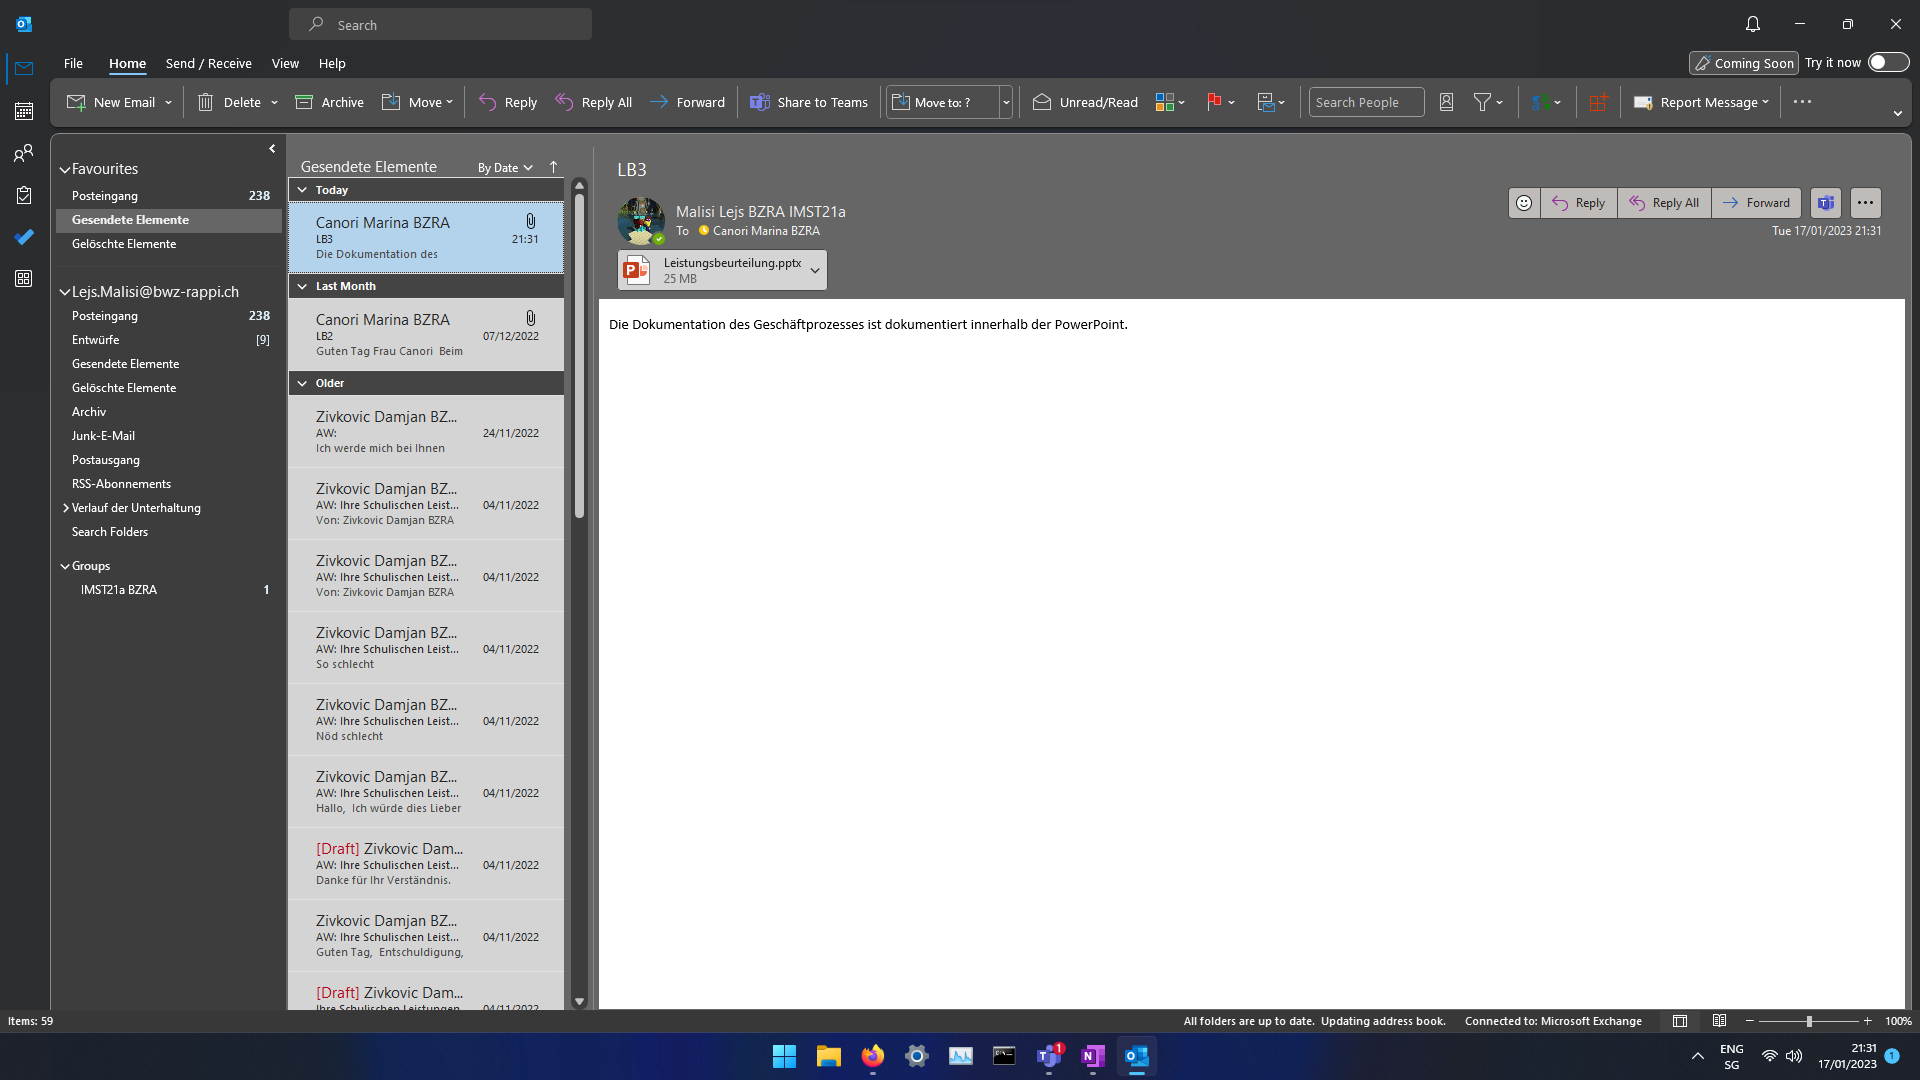 Search
File Home Send / Receive View Help
Coming Soon Try it now
New Email Delete Archive Move Reply Reply All Forward Share to Teams Move to: ? Unread/Read Search People Report Message
Favourites
Posteingang 238
Gesendete Elemente
Gelöschte Elemente
Lejs.Malisi@bwz-rappi.ch
Posteingang 238
Entwürfe [9]
Gesendete Elemente
Gelöschte Elemente
Archiv
Junk-E-Mail
Postausgang
RSS-Abonnements
Verlauf der Unterhaltung
Search Folders
Groups
IMST21a BZRA 1
Gesendete Elemente By Date
Today
Canori Marina BZRA
LB3 21:31
Die Dokumentation des
Last Month
Canori Marina BZRA
LB2 07/12/2022
Guten Tag Frau Canori Beim
Older
Zivkovic Damjan BZ...
AW: 24/11/2022
Ich werde mich bei Ihnen
Zivkovic Damjan BZ...
AW: Ihre Schulischen Leist... 04/11/2022
Von: Zivkovic Damjan BZRA
Zivkovic Damjan BZ...
AW: Ihre Schulischen Leist... 04/11/2022
Von: Zivkovic Damjan BZRA
Zivkovic Damjan BZ...
AW: Ihre Schulischen Leist... 04/11/2022
So schlecht
Zivkovic Damjan BZ...
AW: Ihre Schulischen Leist... 04/11/2022
Nöd schlecht
Zivkovic Damjan BZ...
AW: Ihre Schulischen Leist... 04/11/2022
Hallo, Ich würde dies Lieber
[Draft] Zivkovic Dam...
AW: Ihre Schulischen Leist... 04/11/2022
Danke für Ihr Verständnis.
Zivkovic Damjan BZ...
AW: Ihre Schulischen Leist... 04/11/2022
Guten Tag, Entschuldigung,
[Draft] Zivkovic Dam...
Ihre Schulischen Leistungen 04/11/2022
LB3
Malisi Lejs BZRA IMST21a
To Canori Marina BZRA
Reply Reply All Forward
Tue 17/01/2023 21:31
Leistungsbeurteilung.pptx
25 MB
Die Dokumentation des Geschäftprozesses ist dokumentiert innerhalb der PowerPoint.
Items: 59
All folders are up to date. Updating address book. Connected to: Microsoft Exchange 100%
1
ENG
SG
21:31
17/01/2023
1